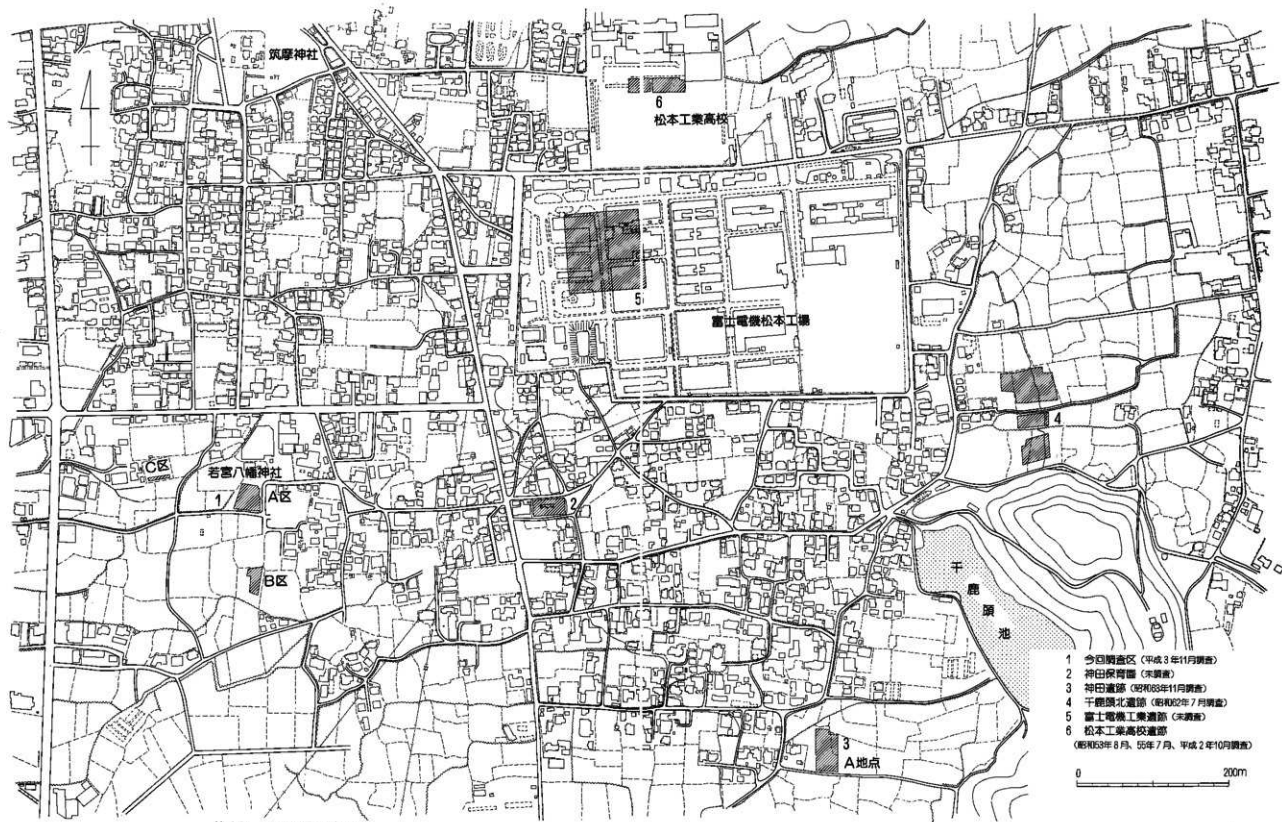 筑摩神社
6
松本工業高校
5
富士電機松本工場
4
C区
若宮八幡神社
1
A区
2
B区
千鹿頭池
3
A地点
1 今回調査区（平成3年11月調査）
2 神田保育園（未調査）
3 神田遺跡（昭和63年11月調査）
4 千鹿頭北遺跡（昭和62年7月調査）
5 富士電機工業遺跡（未調査）
6 松本工業高校遺跡
（昭和53年8月、55年7月、平成2年10月調査）
0 200m